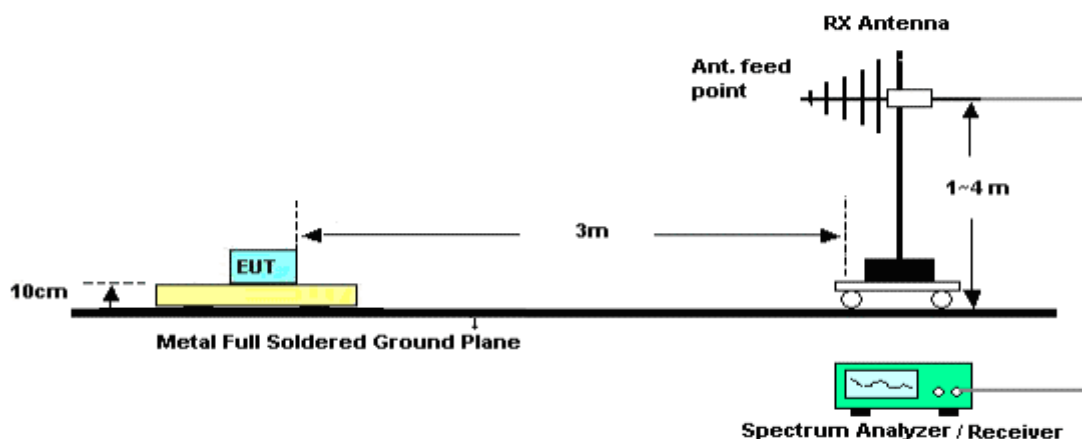 RX Antenna
Ant. feed
point
1~4 m
3m
EUT
10cm
Metal Full Soldered Ground Plane
Spectrum Analyzer / Receiver